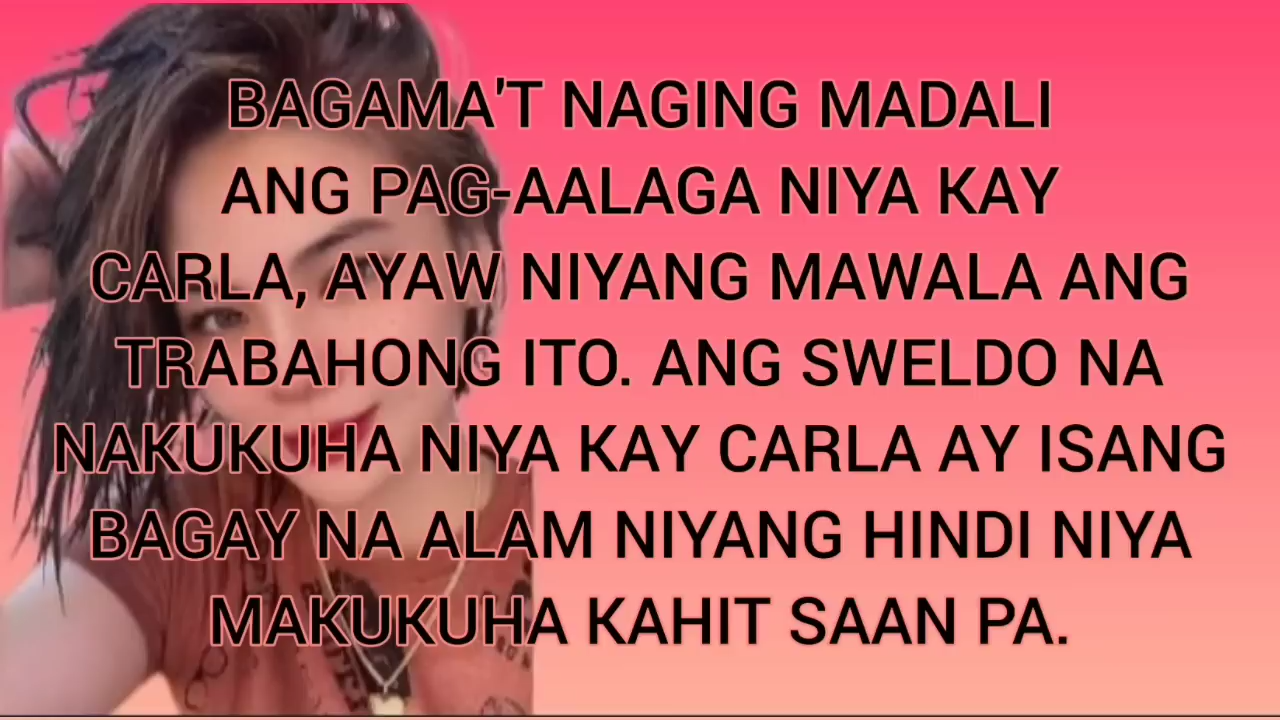 BAGAMA'T NAGING MADALI
ANG PAG-AALAGA NIYA KAY
CARLA, AYAW NIYANG MAWALA ANG
TRABAHONG ITO. ANG SWELDO NA
NAKUKUHA NIYA KAY CARLA AY ISANG
BAGAY NA ALAM NIYANG HINDI NIYA
MAKUKUHA KAHIT SAAN PA.